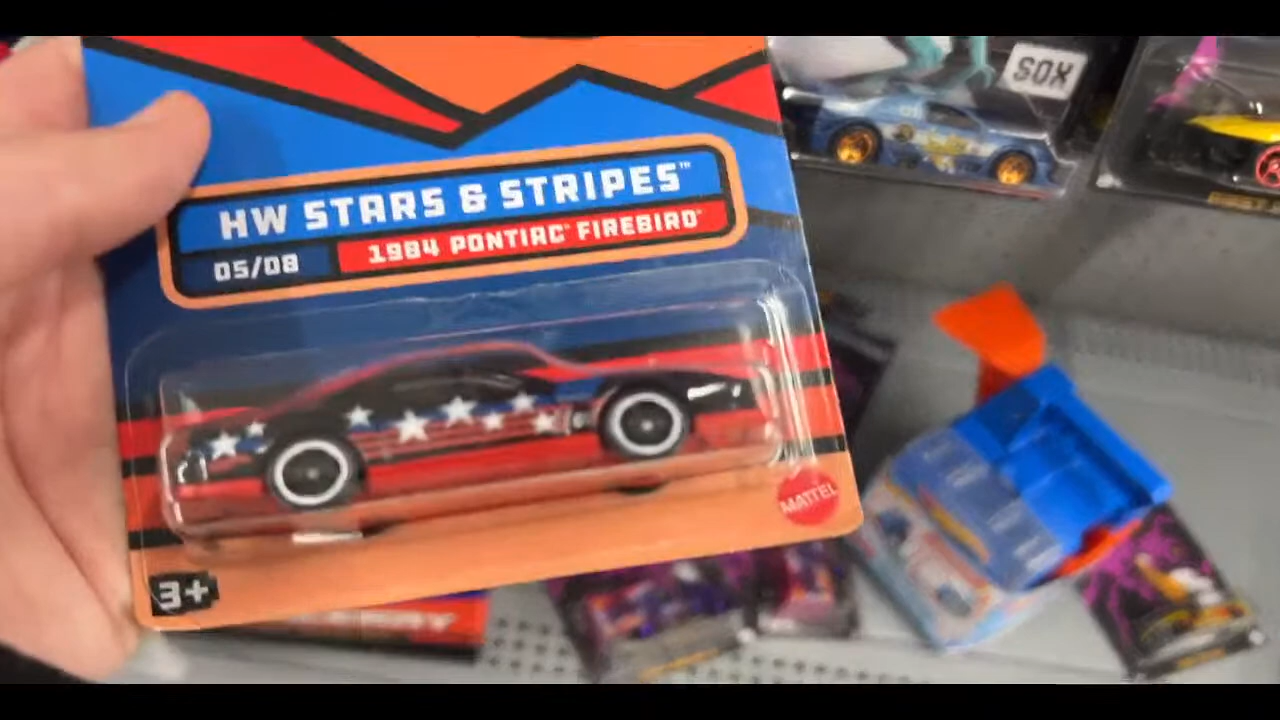 HW STARS & STRIPES™
05/08
1984 PONTIAC FIREBIRD
MATTEL
3+
SOX